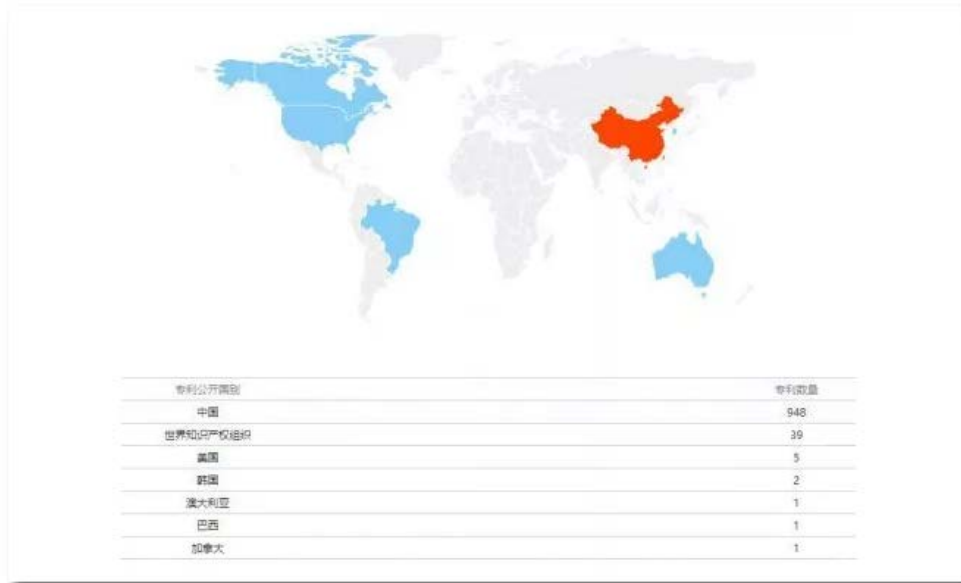 专利公开国别 专利数量
中国 948
世界知识产权组织 39
美国 5
韩国 2
澳大利亚 1
巴西 1
加拿大 1